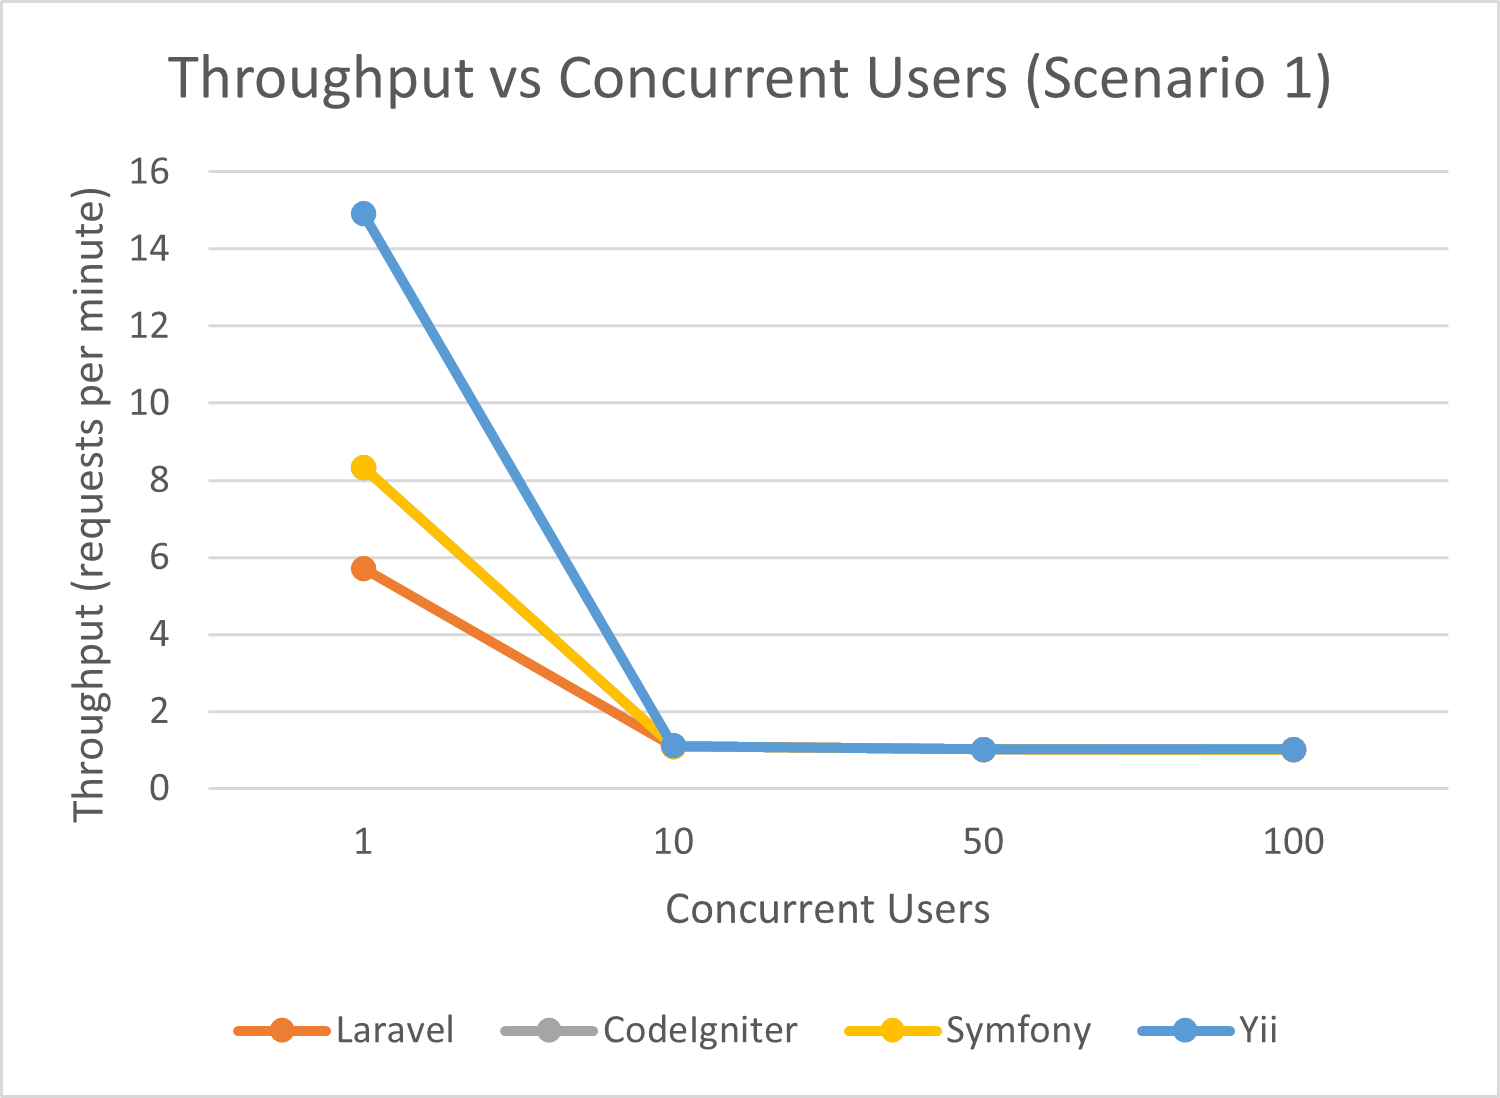 Throughput vs Concurrent Users (Scenario 1)
Throughput (requests per minute)
16
14
12
10
8
6
4
2
0
1 10 50 100
Concurrent Users
Laravel CodeIgniter Symfony Yii